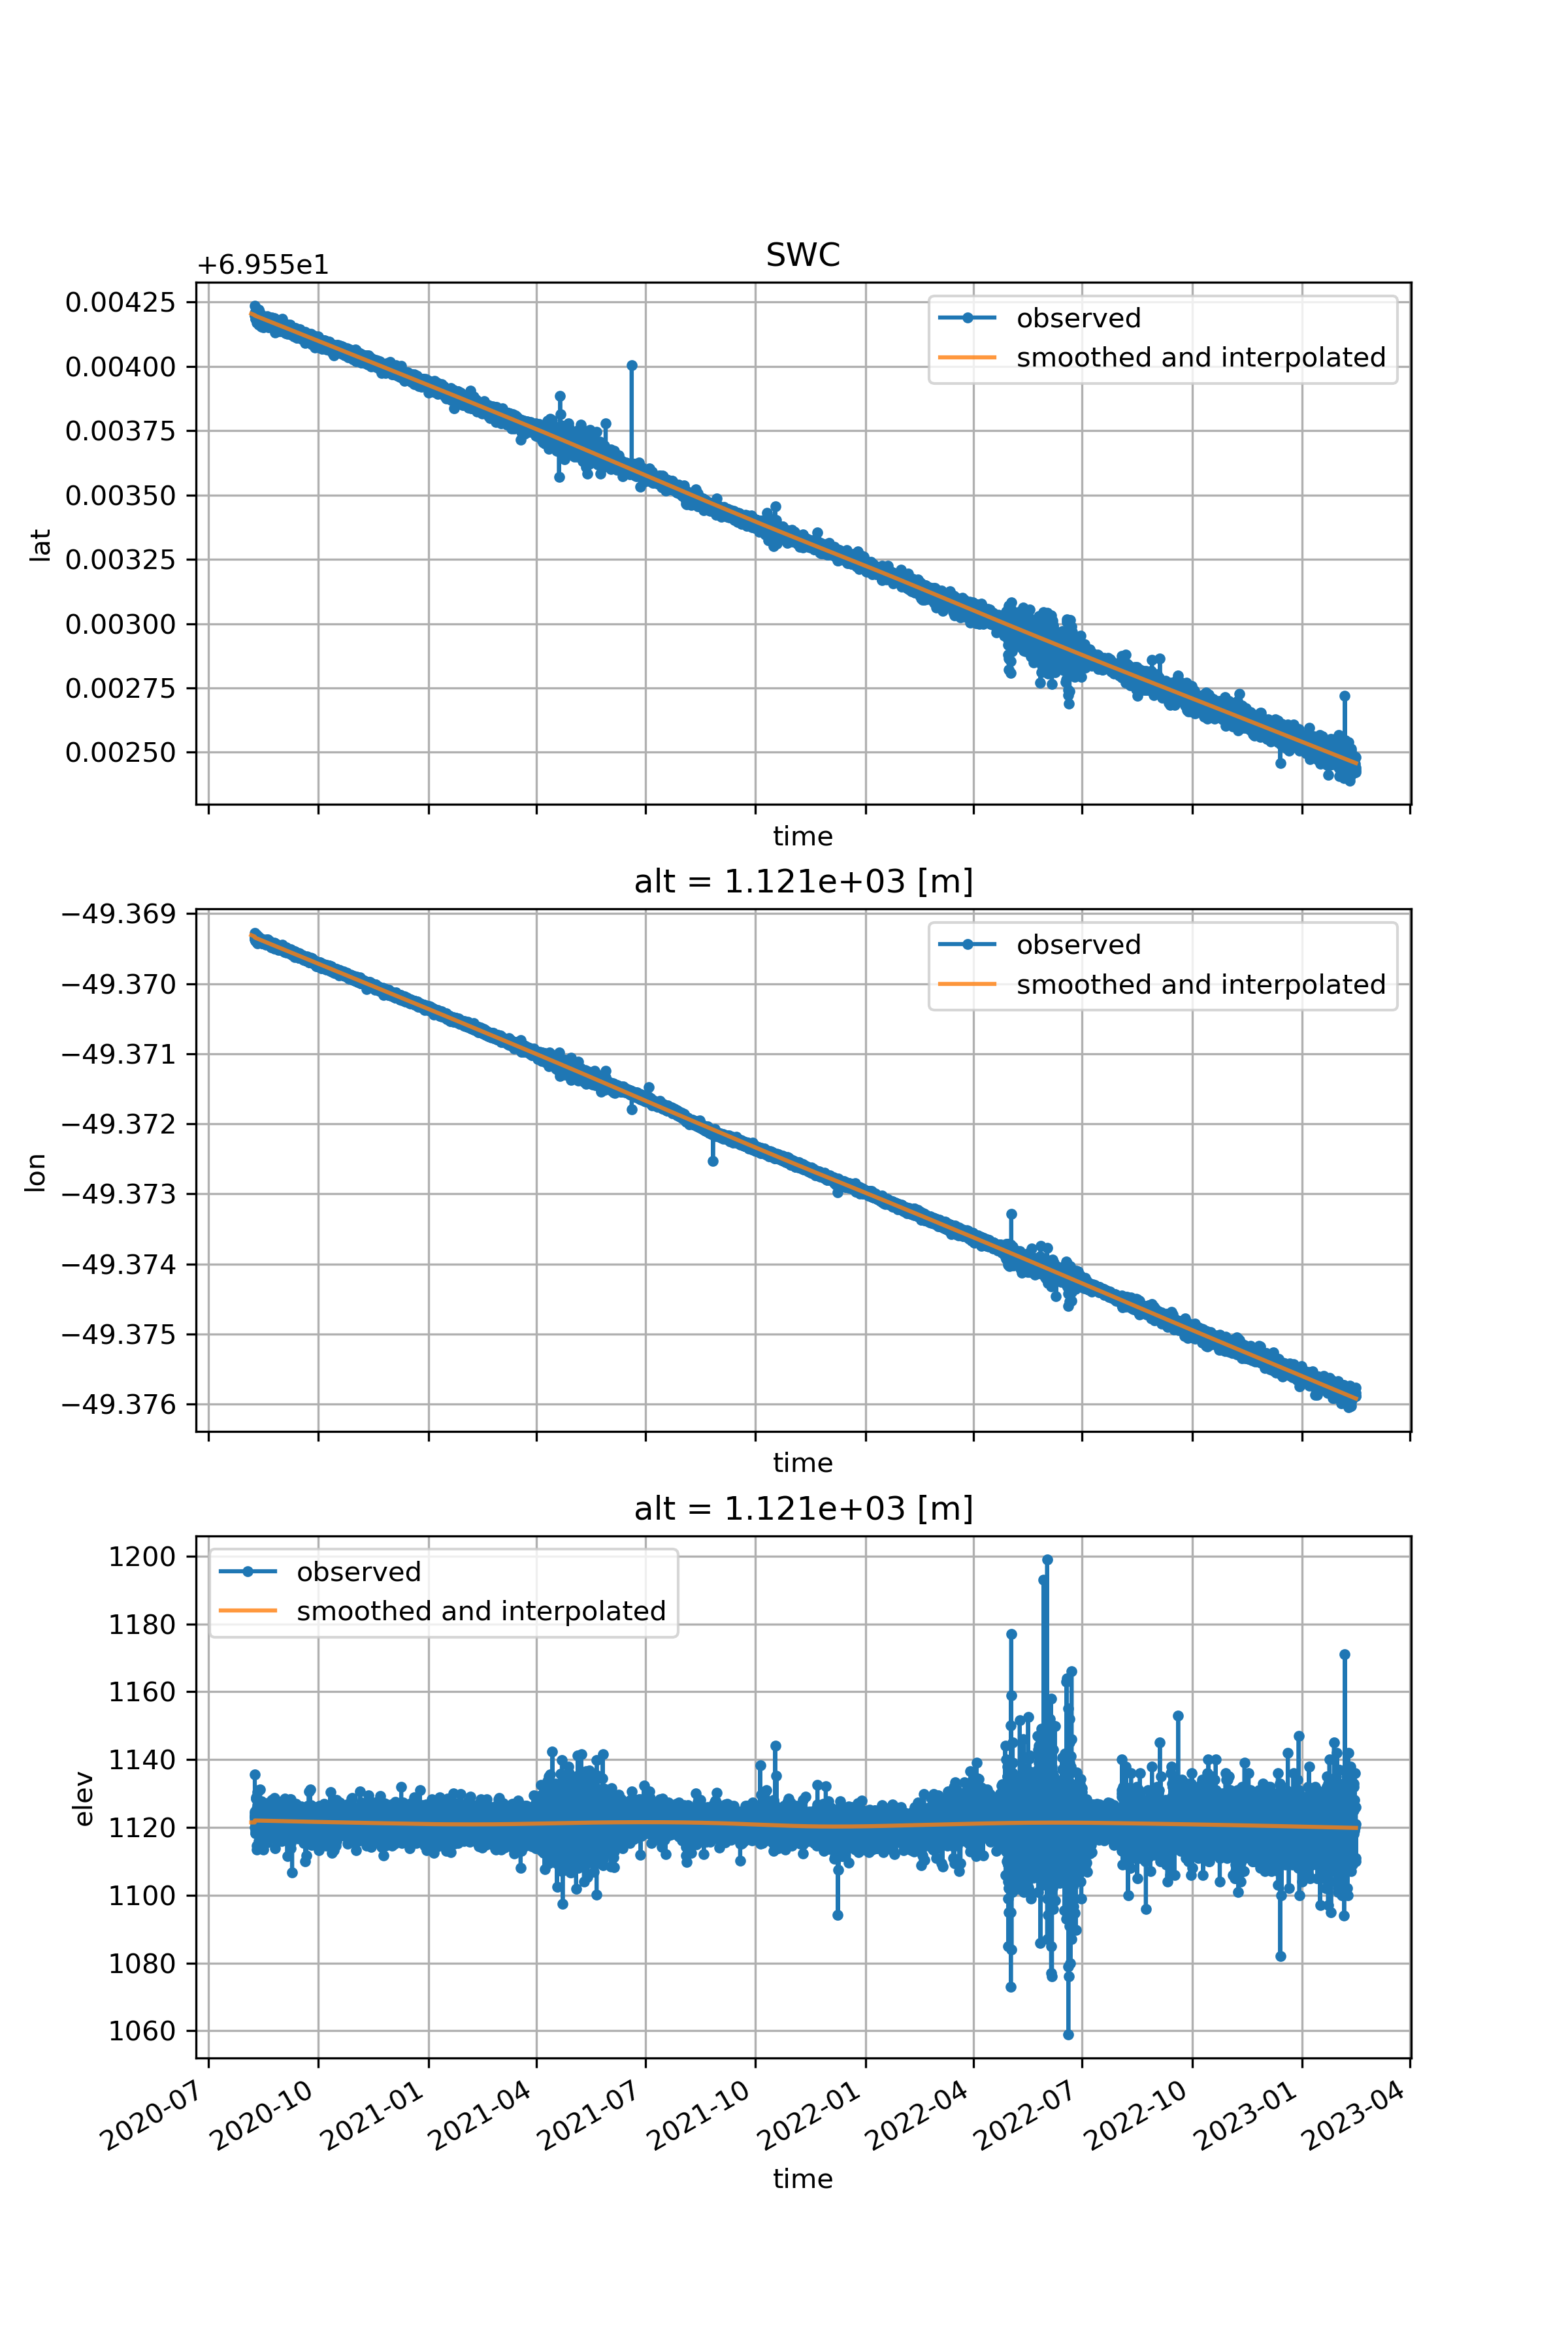 SWC
+6.955e1
0.00425
0.00400
0.00375
0.00350
0.00325
0.00300
0.00275
0.00250
lat
observed
smoothed and interpolated
time
alt = 1.121e+03 [m]
−49.369
−49.370
−49.371
−49.372
−49.373
−49.374
−49.375
−49.376
lon
observed
smoothed and interpolated
time
alt = 1.121e+03 [m]
1200
1180
1160
1140
1120
1100
1080
1060
elev
observed
smoothed and interpolated
2020-07
2020-10
2021-01
2021-04
2021-07
2021-10
2022-01
2022-04
2022-07
2022-10
2023-01
2023-04
time